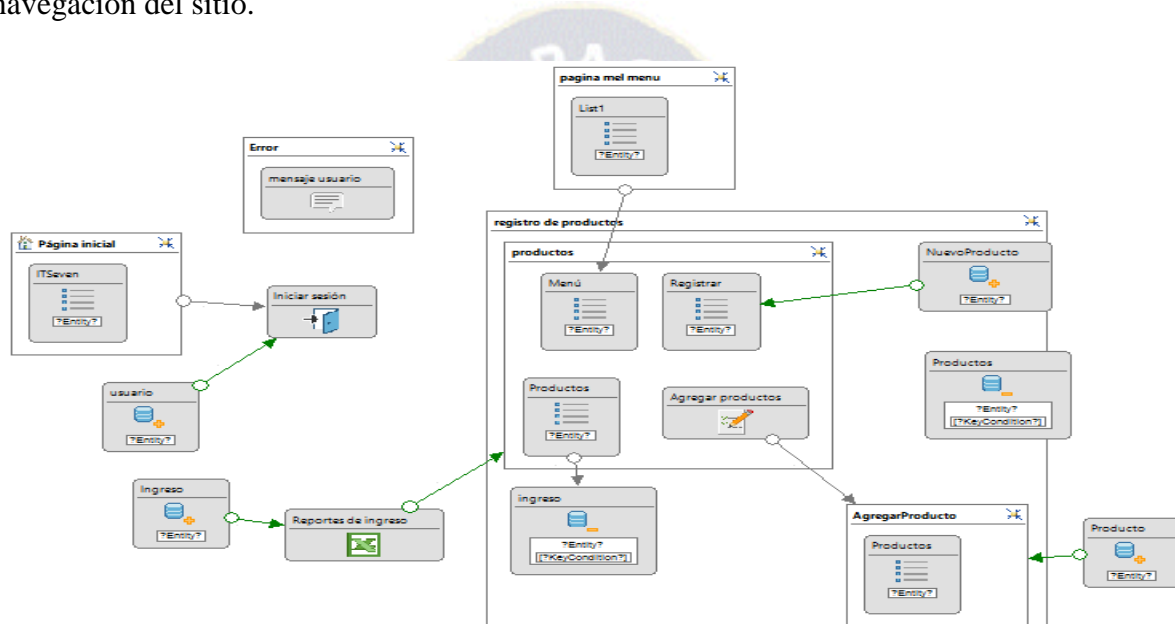 navegación del sitio.
pagina mel menu
List1
?Entity?
Error
mensaje usuario
registro de productos
Página inicial
ITSeven
?Entity?
Iniciar sesión
productos
Menú
?Entity?
Registrar
?Entity?
NuevoProducto
?Entity?
usuario
?Entity?
Productos
?Entity?
Agregar productos
Productos
?Entity?
[?KeyCondition?]
Ingreso
?Entity?
Reportes de ingreso
ingreso
?Entity?
[?KeyCondition?]
AgregarProducto
Productos
?Entity?
Producto
?Entity?